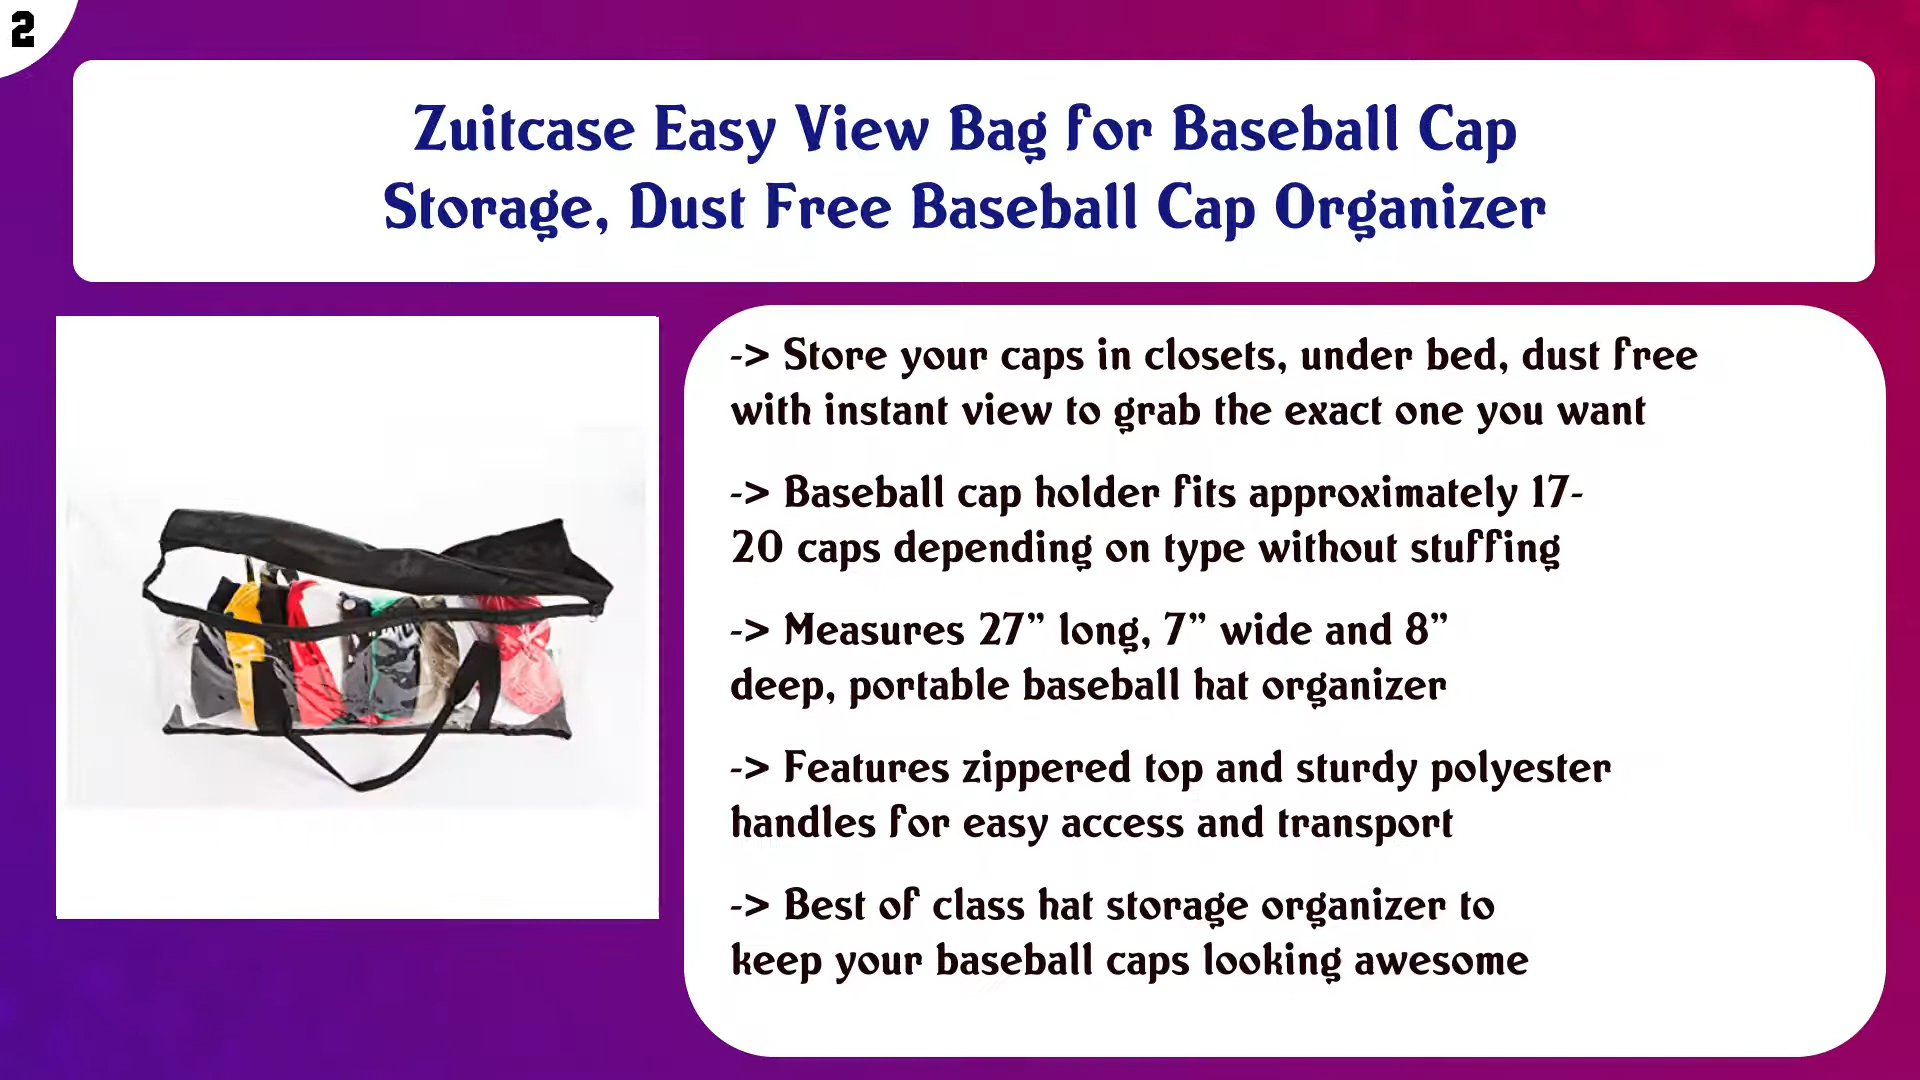 2
Zuitcase Easy View Bag for Baseball Cap
Storage, Dust Free Baseball Cap Organizer
-> Store your caps in closets, under bed, dust free
with instant view to grab the exact one you want
-> Baseball cap holder fits approximately 17-
20 caps depending on type without stuffing
-> Measures 27” long, 7” wide and 8”
deep, portable baseball hat organizer
-> Features zippered top and sturdy polyester
handles for easy access and transport
-> Best of class hat storage organizer to
keep your baseball caps looking awesome